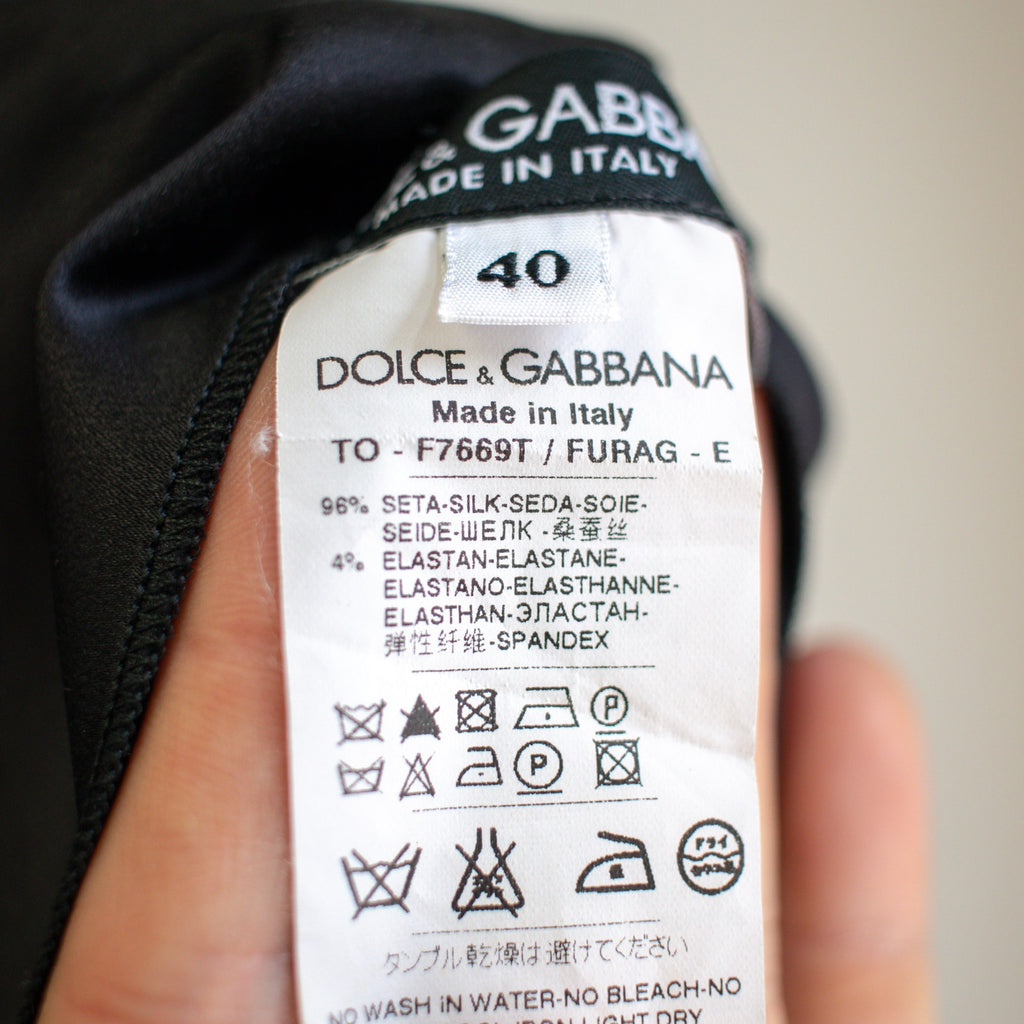 & GABBA
MADE IN ITALY
40
DOLCE & GABBANA
Made in Italy
TO - F7669T / FURAG - E
96% SETA-SILK-SEDA-SOIE-
SEIDE-ШЕЛК -桑蚕丝
4% ELASTAN-ELASTANE-
ELASTANO-ELASTHANNE-
ELASTHAN-ЭЛАСТАН-
弹性纤维-SPANDEX
P
P
ドライ
タンブル乾燥は避けてください
NO WASH IN WATER-NO BLEACH-NO
IRON-LIGHT DRY